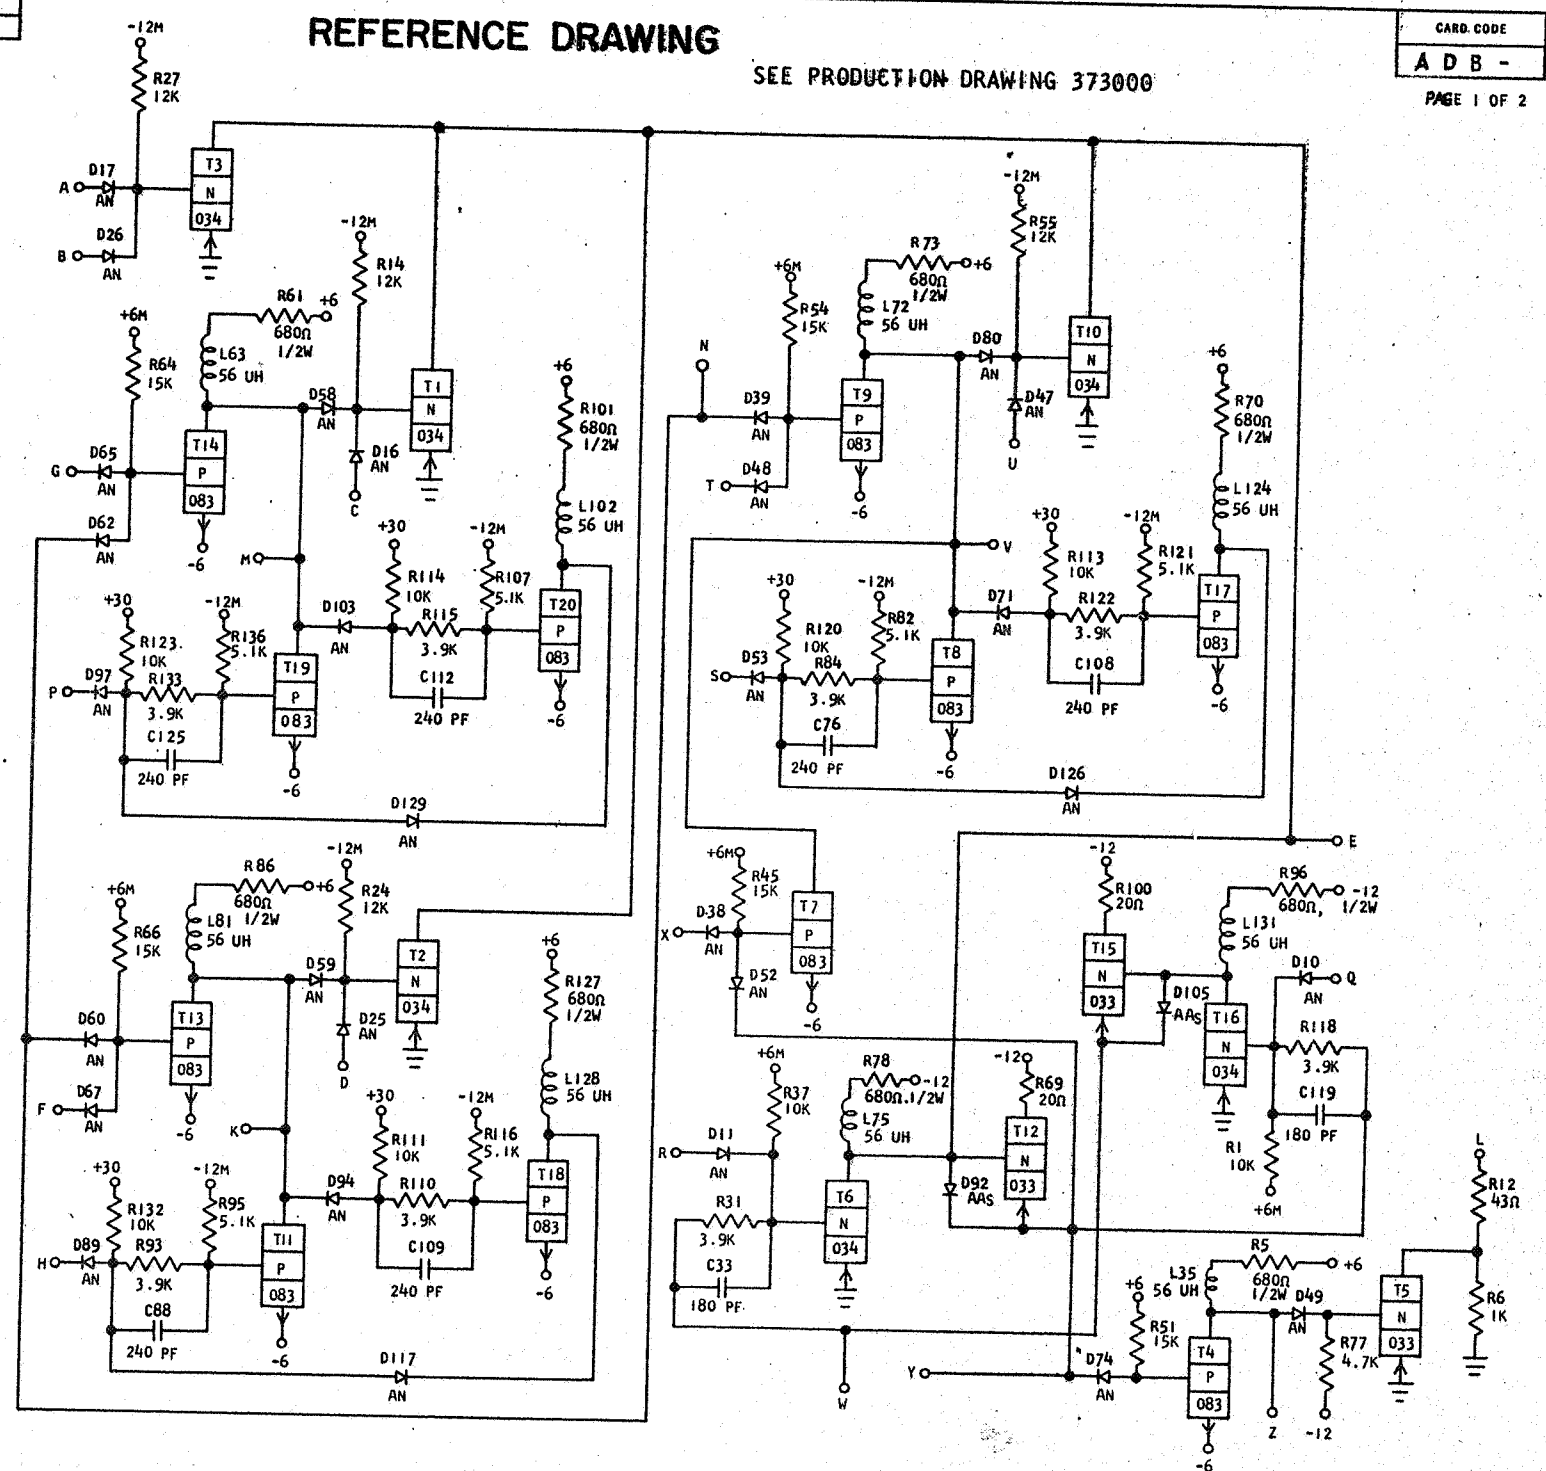 REFERENCE DRAWING
SEE PRODUCTION DRAWING 373000
CARD CODE
A D B -
PAGE 1 OF 2
-12M
R27
12K
D17
A
AN
T3
N
034
D26
B
AN
-12M
R14
12K
R61
+6
680Ω
1/2W
+6M
R64
15K
L63
56 UH
D58
AN
T1
N
034
D16
AN
C
D65
G
AN
T14
P
083
-6
D62
AN
M
+6
R101
680Ω
1/2W
L102
56 UH
+30
R114
10K
-12M
R107
5.1K
D103
AN
R115
3.9K
C112
240 PF
T20
P
083
-6
+30
R123
10K
-12M
R136
5.1K
D97
P
AN
R133
3.9K
C125
240 PF
T19
P
083
-6
D129
AN
-12M
R55
12K
R73
+6
680Ω
1/2W
+6M
R54
15K
L72
56 UH
D80
AN
T10
N
034
D47
AN
U
N
D39
AN
T9
P
083
-6
D48
T
AN
V
+6
R70
680Ω
1/2W
L124
56 UH
+30
R113
10K
-12M
R121
5.1K
D71
AN
R122
3.9K
C108
240 PF
T17
P
083
-6
+30
R120
10K
-12M
R82
5.1K
D53
S
AN
R84
3.9K
C76
240 PF
T8
P
083
-6
D126
AN
R86
+6
680Ω
1/2W
-12M
R24
12K
+6M
R66
15K
L81
56 UH
D59
AN
T2
N
034
D25
AN
D
D60
AN
T13
P
083
-6
D67
F
AN
K
+6
R127
680Ω
1/2W
L128
56 UH
+30
R111
10K
-12M
R116
5.1K
D94
AN
R110
3.9K
C109
240 PF
T18
P
083
-6
+30
R132
10K
-12M
R95
5.1K
D89
H
AN
R93
3.9K
C88
240 PF
T11
P
083
-6
D117
AN
E
+6M
R45
15K
D38
X
AN
T7
P
083
-6
D52
AN
-12
R100
20Ω
R96
-12
680Ω, 1/2W
L131
56 UH
T15
N
033
D105
AAS
D10
Q
AN
T16
N
034
R118
3.9K
C119
180 PF
R1
10K
+6M
+6M
R37
10K
R78
-12
680Ω.1/2W
L75
56 UH
-12
R69
20Ω
D11
R
AN
R31
3.9K
C33
180 PF
T6
N
034
D92
AAS
T12
N
033
W
L
R12
43Ω
R6
1K
R5
+6
680Ω
1/2W
L35
56 UH
+6
R51
15K
D49
AN
R77
4.7K
-12
T5
N
033
Y
D74
AN
T4
P
083
-6
Z